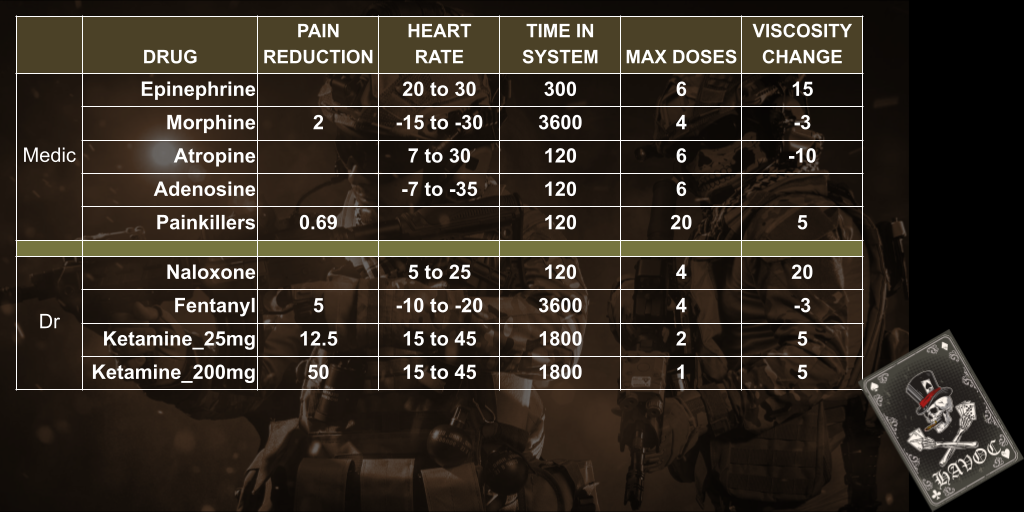 DRUG PAIN REDUCTION HEART RATE TIME IN SYSTEM MAX DOSES VISCOSITY CHANGE
Medic
Epinephrine 20 to 30 300 6 15
Morphine 2 -15 to -30 3600 4 -3
Atropine 7 to 30 120 6 -10
Adenosine -7 to -35 120 6
Painkillers 0.69 120 20 5
Dr
Naloxone 5 to 25 120 4 20
Fentanyl 5 -10 to -20 3600 4 -3
Ketamine_25mg 12.5 15 to 45 1800 2 5
Ketamine_200mg 50 15 to 45 1800 1 5
HAVOC